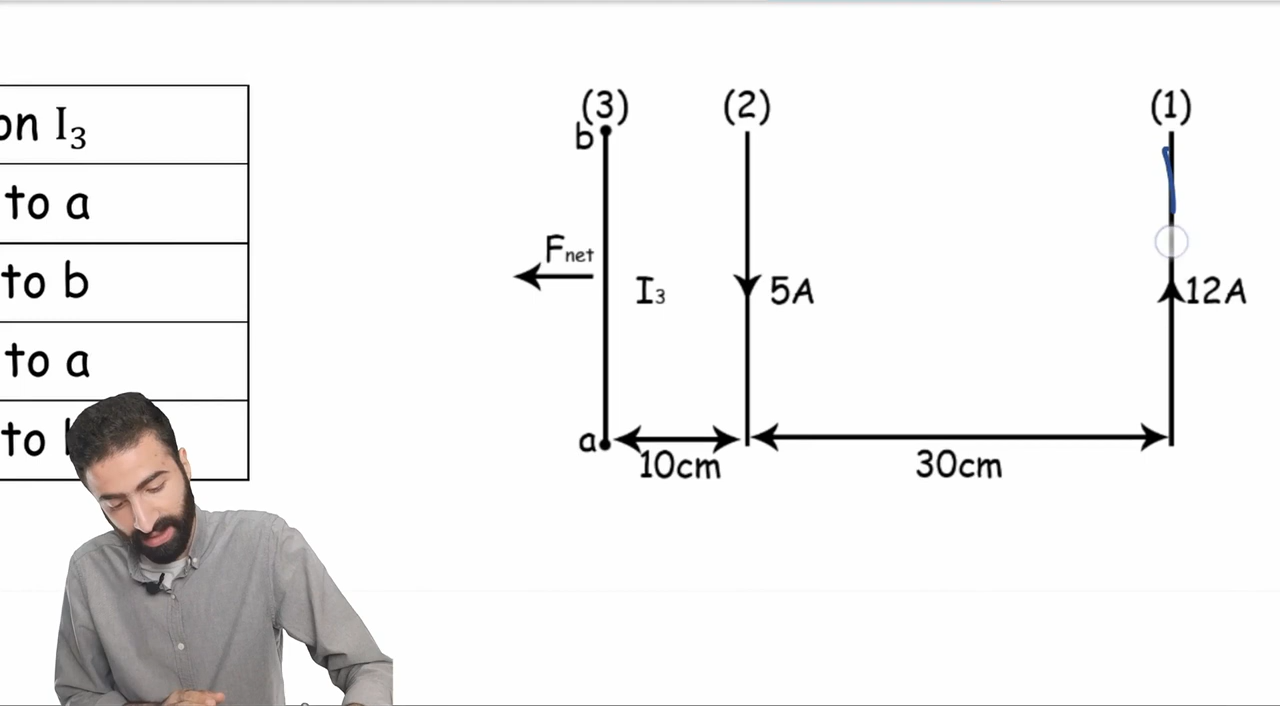 on I₃
to a
to b
to a
to
(3)
(2)
(1)
b
Fnet
I₃
5A
12A
a
10cm
30cm